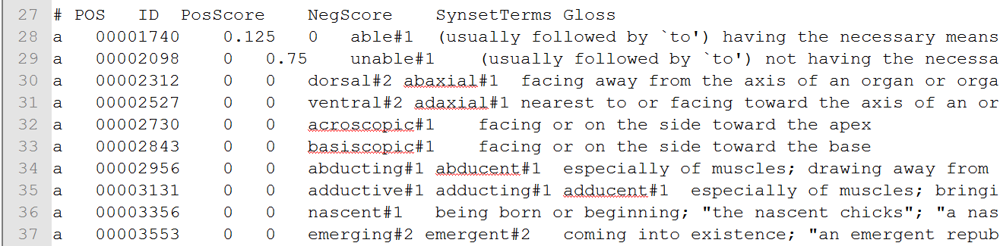 27 # POS ID PosScore NegScore SynsetTerms Gloss
28 a 00001740 0.125 0 able#1 (usually followed by `to') having the necessary means
29 a 00002098 0 0.75 unable#1 (usually followed by `to') not having the necessa
30 a 00002312 0 0 dorsal#2 abaxial#1 facing away from the axis of an organ or orga
31 a 00002527 0 0 ventral#2 adaxial#1 nearest to or facing toward the axis of an or
32 a 00002730 0 0 acroscopic#1 facing or on the side toward the apex
33 a 00002843 0 0 basiscopic#1 facing or on the side toward the base
34 a 00002956 0 0 abducting#1 abducent#1 especially of muscles; drawing away from
35 a 00003131 0 0 adductive#1 adducting#1 adducent#1 especially of muscles; bringi
36 a 00003356 0 0 nascent#1 being born or beginning; "the nascent chicks"; "a nas
37 a 00003553 0 0 emerging#2 emergent#2 coming into existence; "an emergent repub